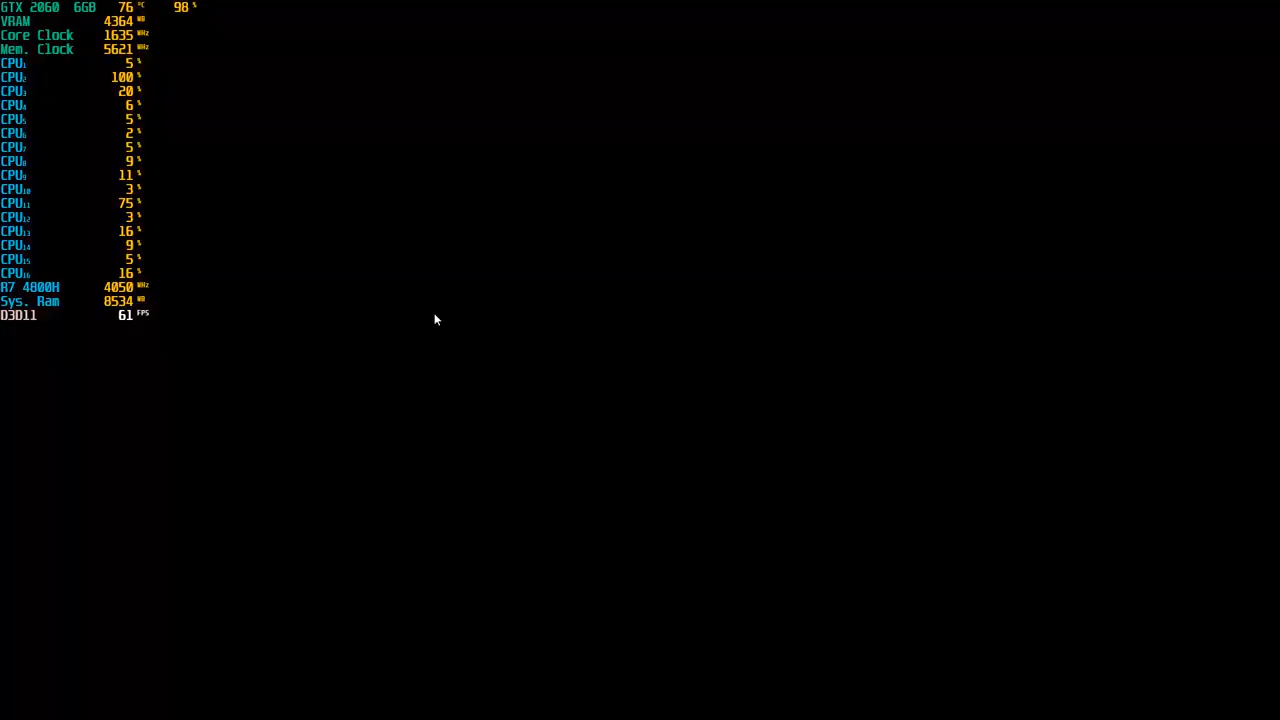 GTX 2060 6GB 76 °C 98 %
VRAM 4364 MB
Core Clock 1635 MHz
Mem. Clock 5621 MHz
CPU1 5 %
CPU2 100 %
CPU3 20 %
CPU4 6 %
CPU5 5 %
CPU6 2 %
CPU7 5 %
CPU8 9 %
CPU9 11 %
CPU10 3 %
CPU11 75 %
CPU12 3 %
CPU13 16 %
CPU14 9 %
CPU15 5 %
CPU16 16 %
R7 4800H 4050 MHz
Sys. Ram 8534 MB
D3D11 61 FPS